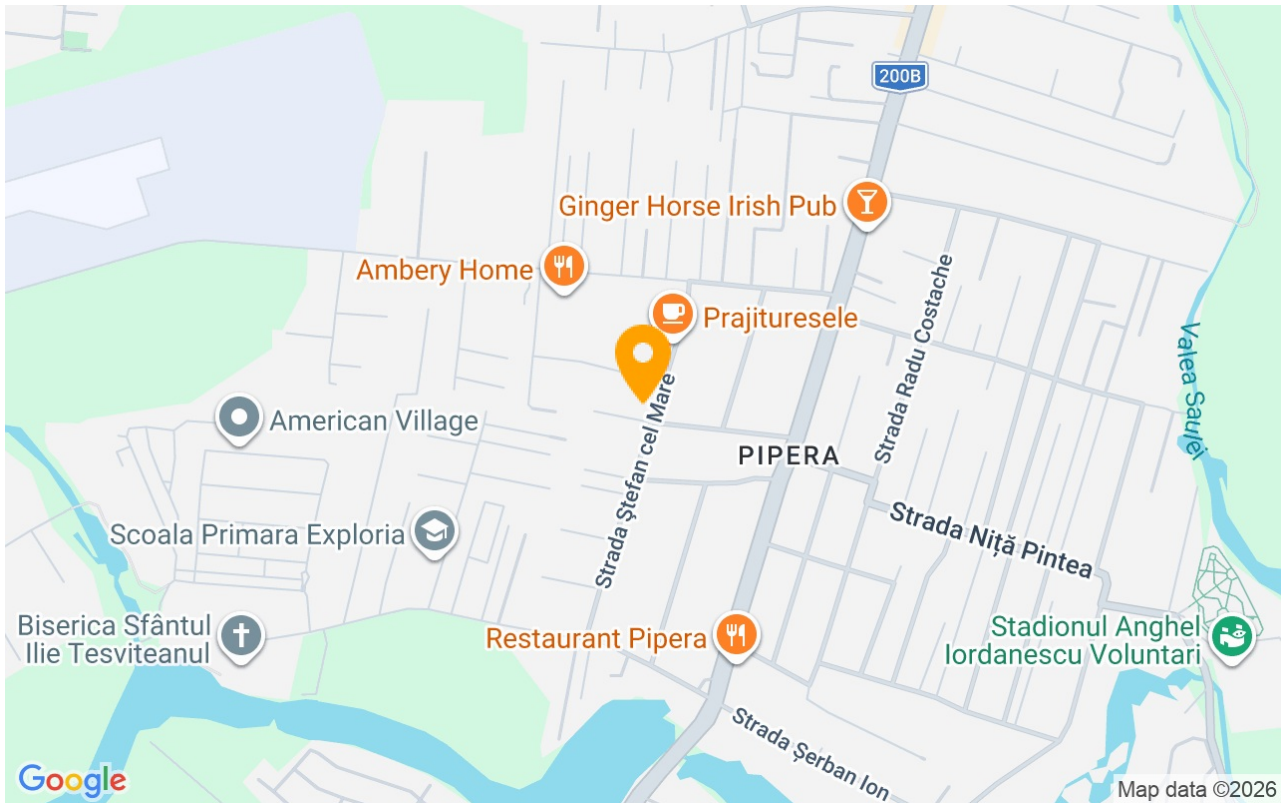 200B
Ginger Horse Irish Pub
Ambery Home
Prajituresele
Strada Radu Costache
Valea Saulei
American Village
Strada Ștefan cel Mare
PIPERA
Scoala Primara Exploria
Strada Niță Pintea
Biserica Sfântul
Ilie Tesviteanul
Restaurant Pipera
Stadionul Anghel
Iordanescu Voluntari
Strada Șerban Ion
Google
Map data ©2026